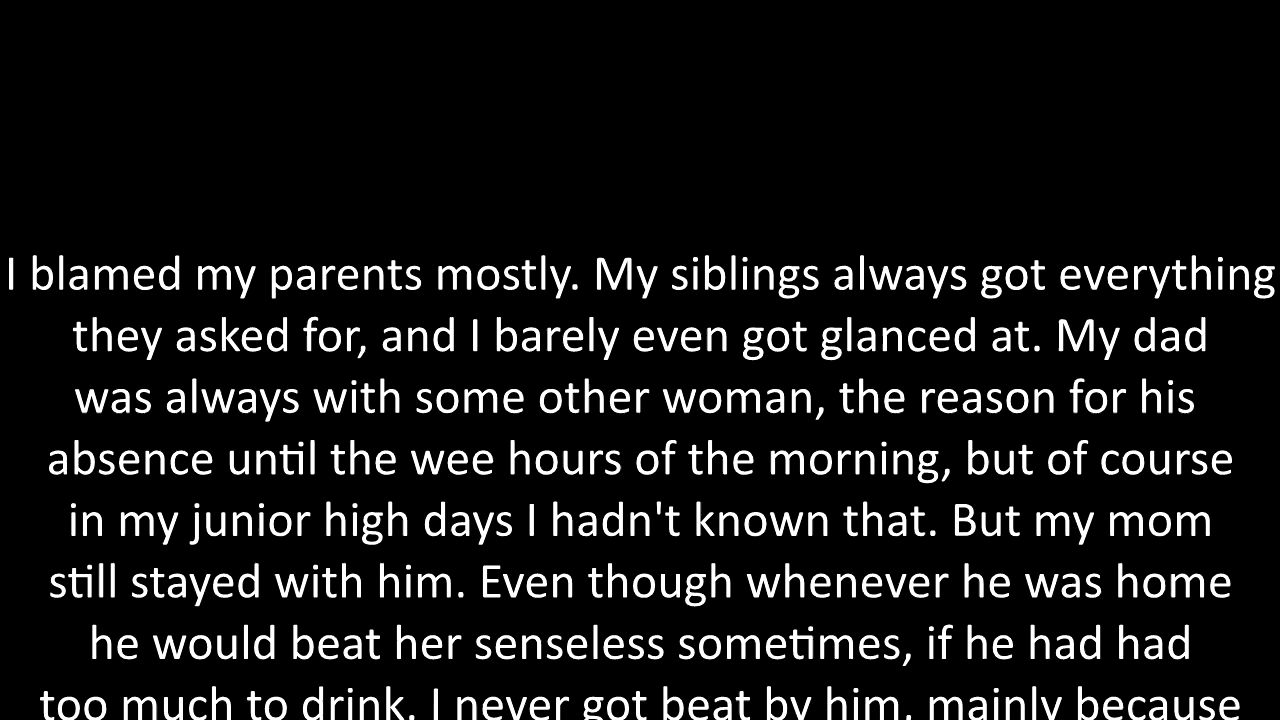 I blamed my parents mostly. My siblings always got everything
they asked for, and I barely even got glanced at. My dad
was always with some other woman, the reason for his
absence until the wee hours of the morning, but of course
in my junior high days I hadn't known that. But my mom
still stayed with him. Even though whenever he was home
he would beat her senseless sometimes, if he had had
too much to drink. I never got beat by him, mainly because